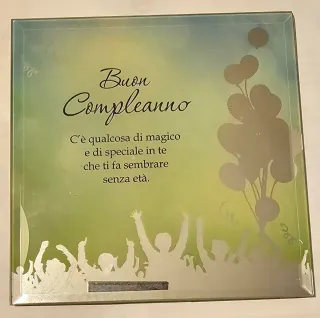 Buon
Compleanno
C'è qualcosa di magico
e di speciale in te
che ti fa sembrare
senza età.